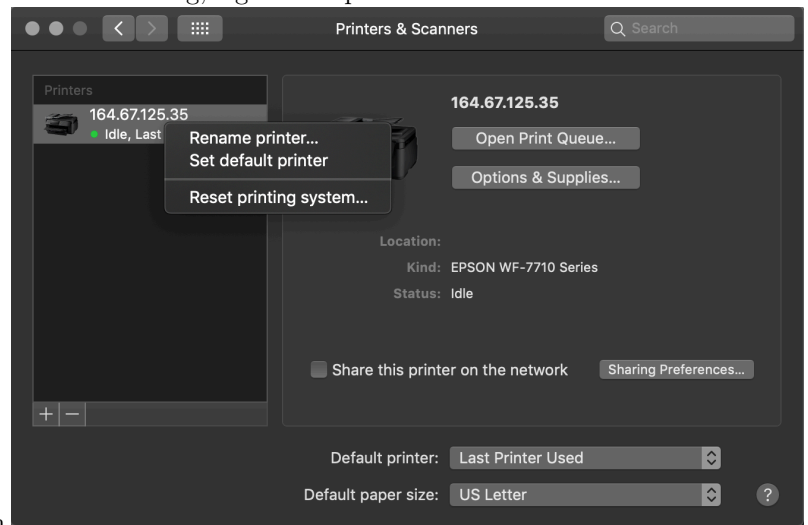 Printers & Scanners
Search
Printers
164.67.125.35
Idle, Last
Rename printer...
Set default printer
Reset printing system...
164.67.125.35
Open Print Queue...
Options & Supplies...
Location:
Kind: EPSON WF-7710 Series
Status: Idle
Share this printer on the network
Sharing Preferences...
+ −
Default printer: Last Printer Used
Default paper size: US Letter
?